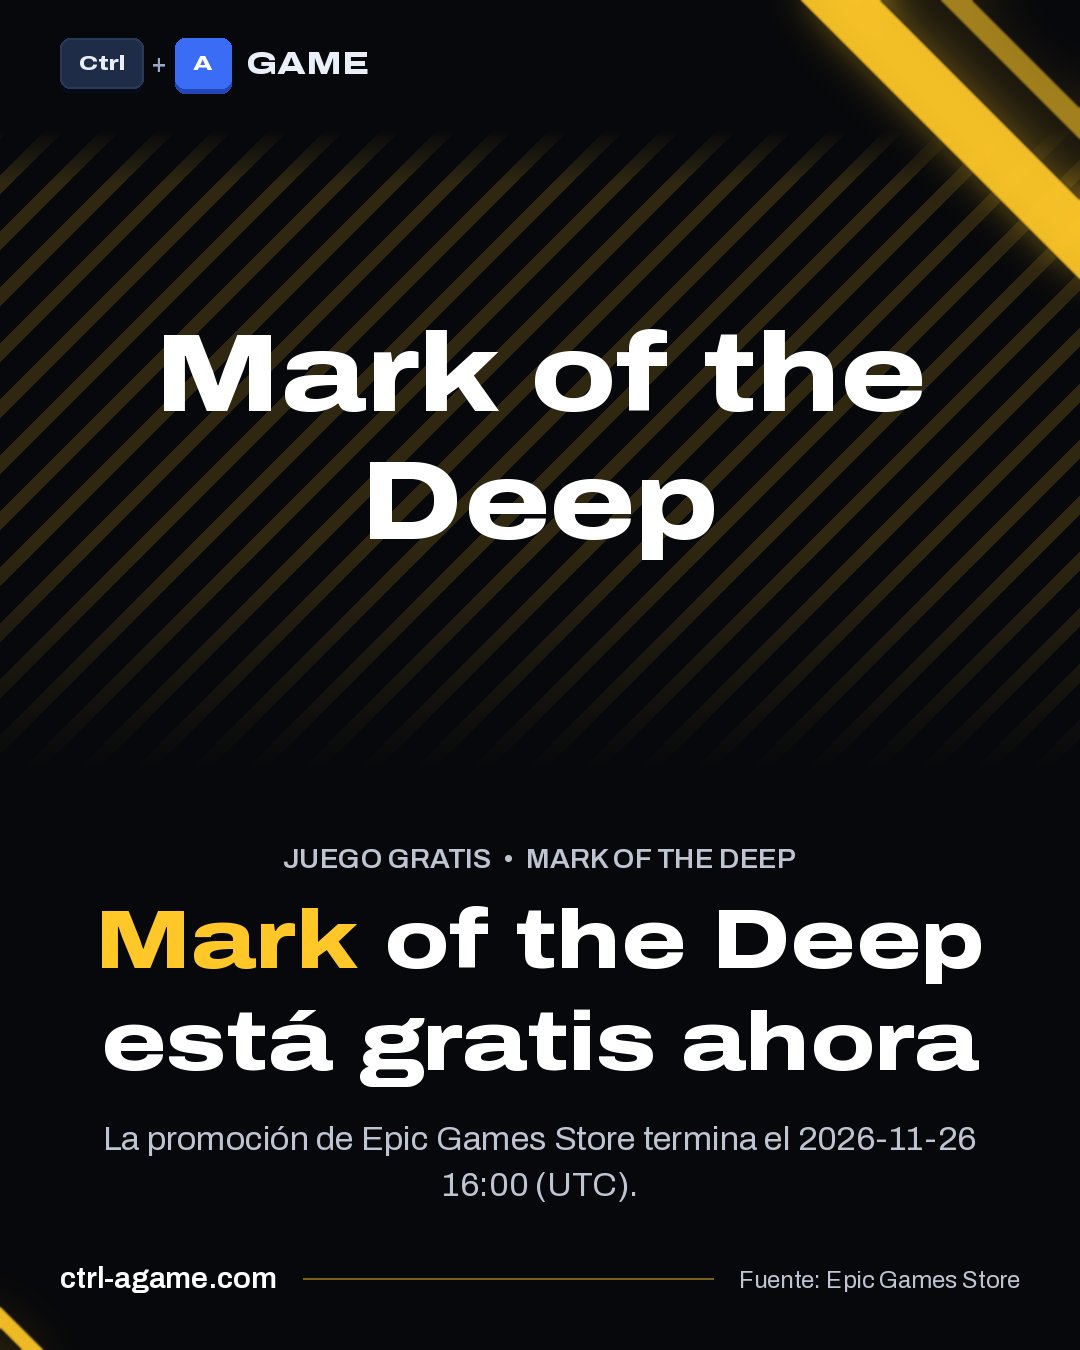 Ctrl + A GAME
Mark of the
Deep
JUEGO GRATIS • MARK OF THE DEEP
Mark of the Deep
está gratis ahora
La promoción de Epic Games Store termina el 2026-11-26
16:00 (UTC).
ctrl-agame.com
Fuente: Epic Games Store